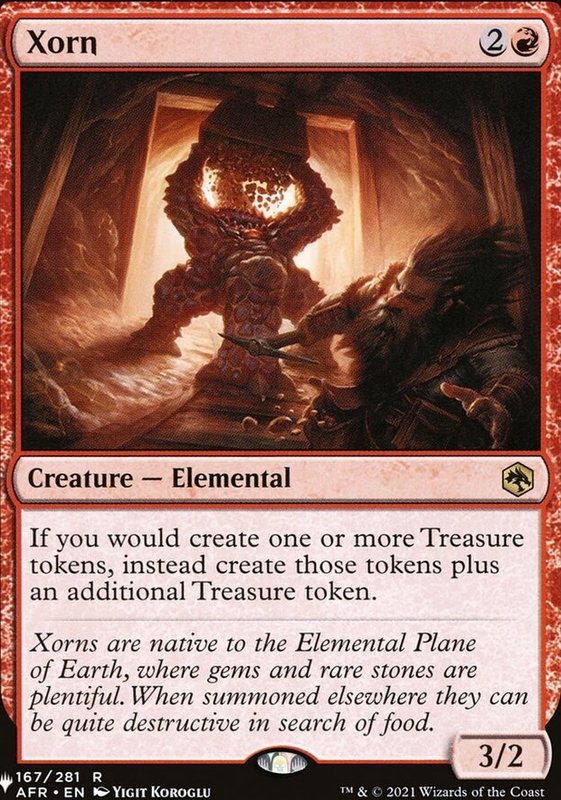 Xorn 2
Creature — Elemental
If you would create one or more Treasure
tokens, instead create those tokens plus
an additional Treasure token.
Xorns are native to the Elemental Plane
of Earth, where gems and rare stones are
plentiful. When summoned elsewhere they can
be quite destructive in search of food.
3/2
167/281 R
AFR • EN Yigit Koroglu
™ & © 2021 Wizards of the Coast